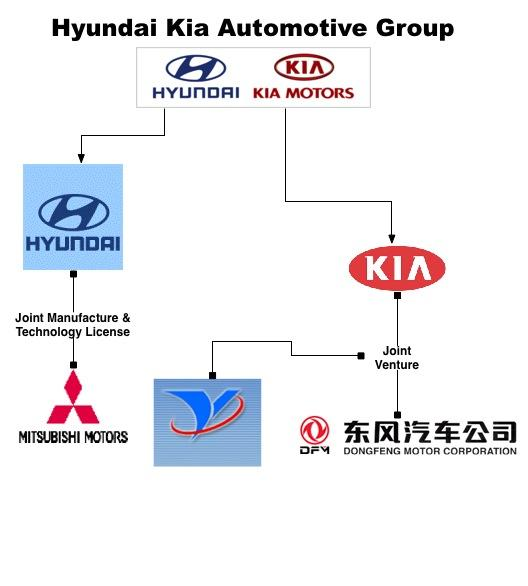 Hyundai Kia Automotive Group
HYUNDAI
KIA
KIA MOTORS
HYUNDAI
KIA
Joint Manufacture &
Technology License
Joint
Venture
MITSUBISHI MOTORS
DFM
东风汽车公司
DONGFENG MOTOR CORPORATION